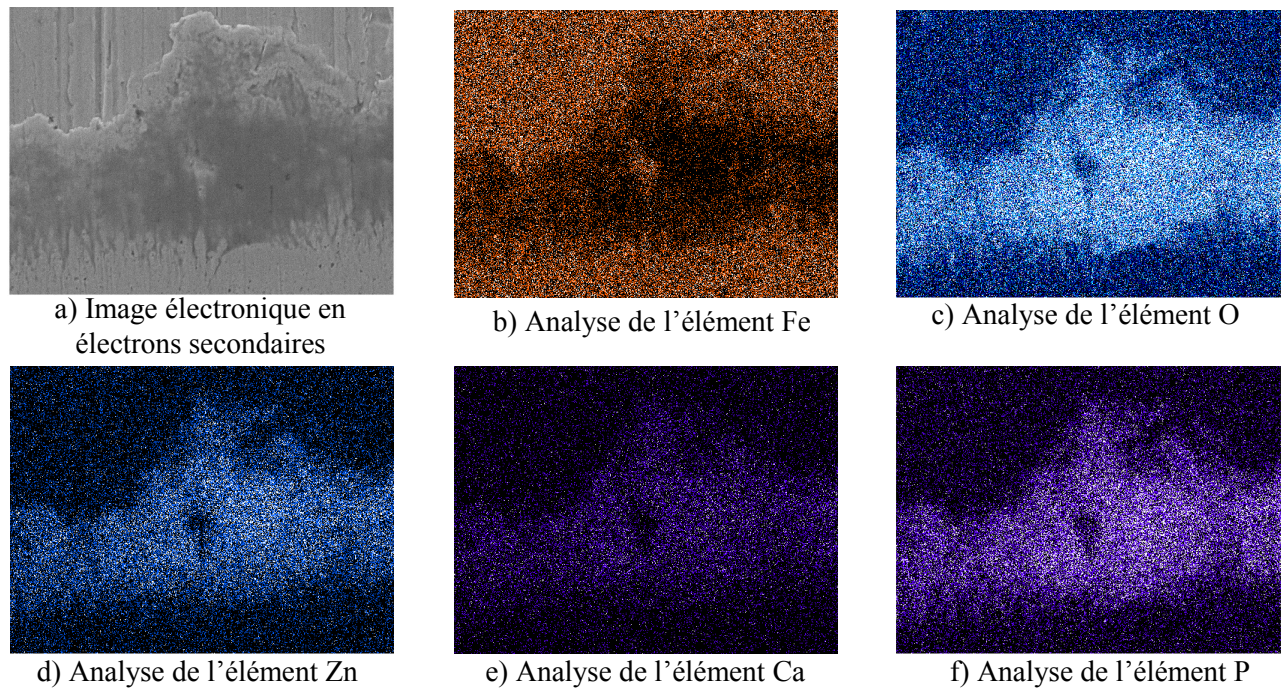 a) Image électronique en
électrons secondaires
b) Analyse de l'élément Fe
c) Analyse de l'élément O
d) Analyse de l'élément Zn
e) Analyse de l'élément Ca
f) Analyse de l'élément P